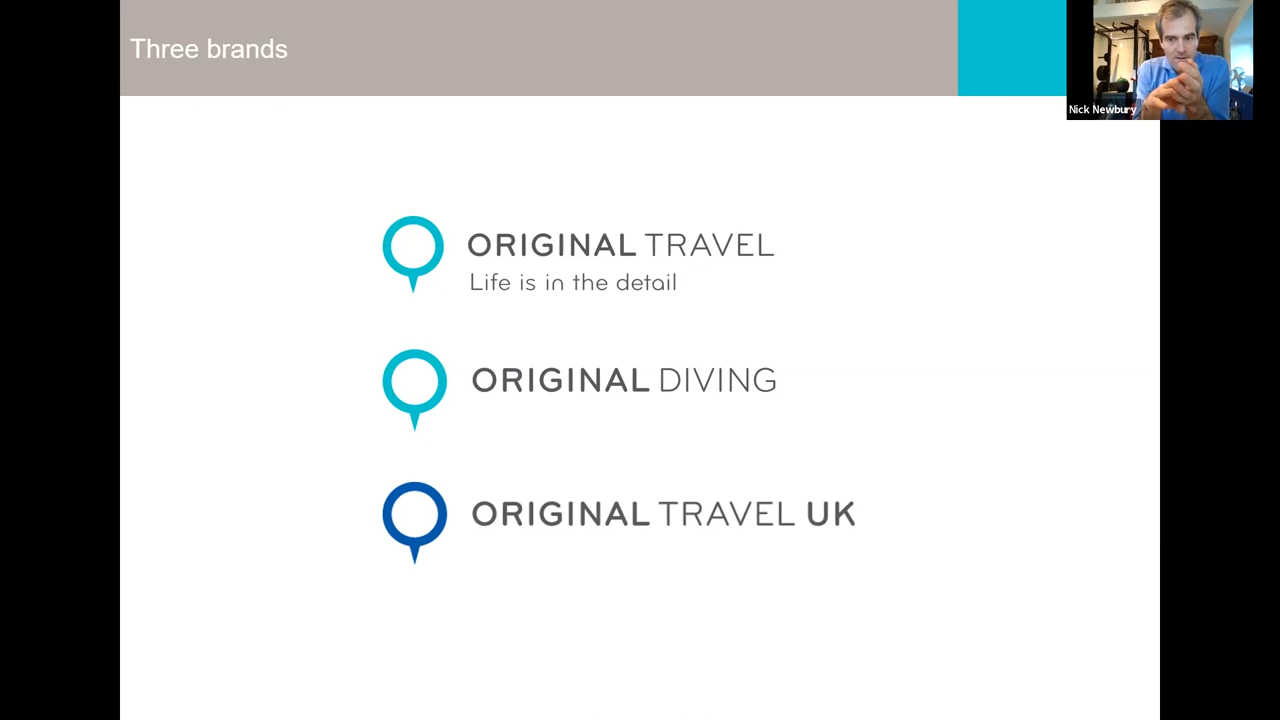 Three brands
Nick Newbury
ORIGINAL TRAVEL
Life is in the detail
ORIGINAL DIVING
ORIGINAL TRAVEL UK